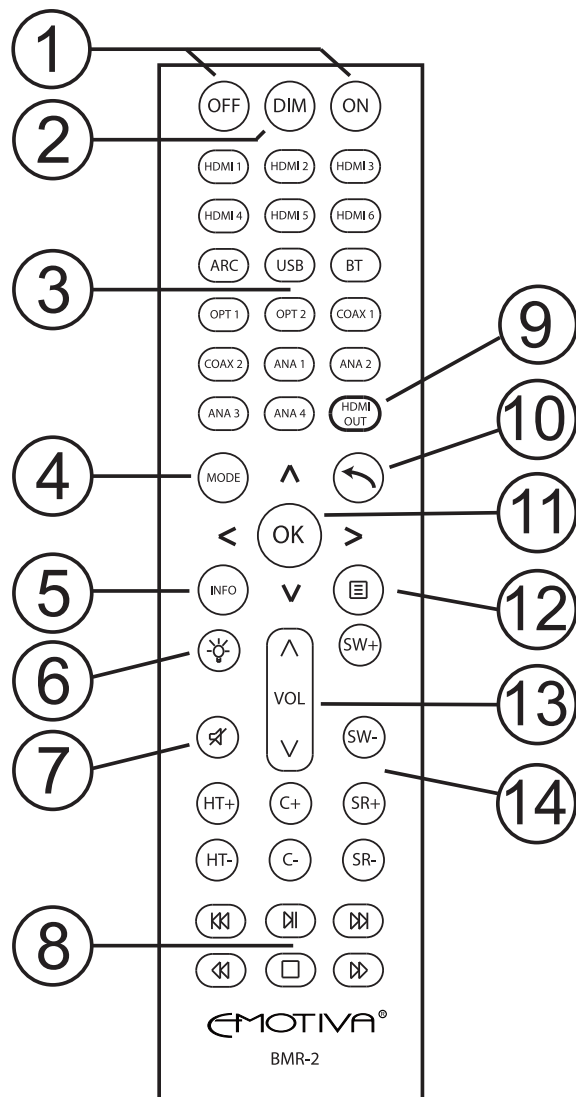 1
OFF DIM ON
2
HDMI 1 HDMI 2 HDMI 3
HDMI 4 HDMI 5 HDMI 6
ARC USB BT
3
OPT 1 OPT 2 COAX 1
9
COAX 2 ANA 1 ANA 2
ANA 3 ANA 4 HDMI
OUT
10
4 MODE
OK 11
5 INFO
12
6 SW+
VOL 13
7 SW-
14
HT+ C+ SR+
HT- C- SR-
8
EMOTIVA®
BMR-2